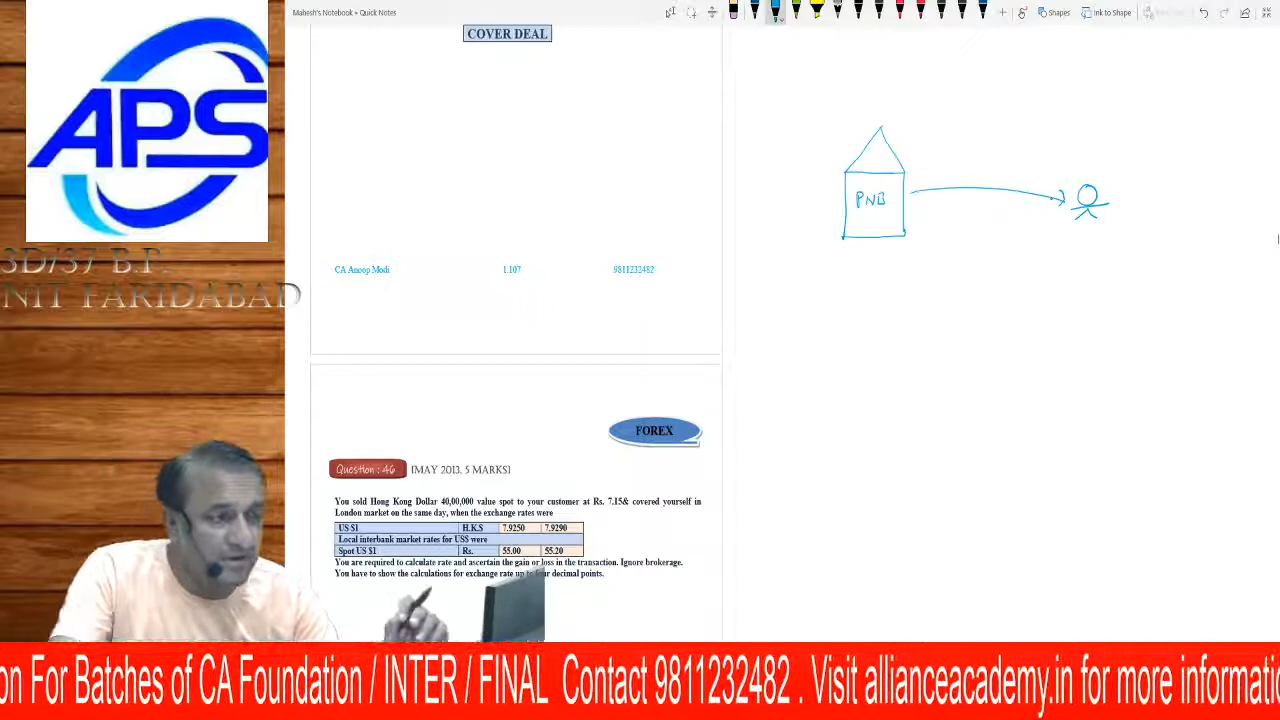 APS
3D/37 B.P.
NIT FARIDABAD
Mahesh's Notebook » Quick Notes
Shapes
Ink to Shape
COVER DEAL
PNB
CA Anoop Modi 1.107 9811232482
FOREX
Question : 46 [MAY 2013, 5 MARKS]
You sold Hong Kong Dollar 40,00,000 value spot to your customer at Rs. 7.15& covered yourself in
London market on the same day, when the exchange rates were
US $1 H.K.S 7.9250 7.9290
Local interbank market rates for US$ were
Spot US $1 Rs. 55.00 55.20
You are required to calculate rate and ascertain the gain or loss in the transaction. Ignore brokerage.
You have to show the calculations for exchange rate up to four decimal points.
on For Batches of CA Foundation / INTER / FINAL Contact 9811232482 . Visit allianceacademy.in for more informati